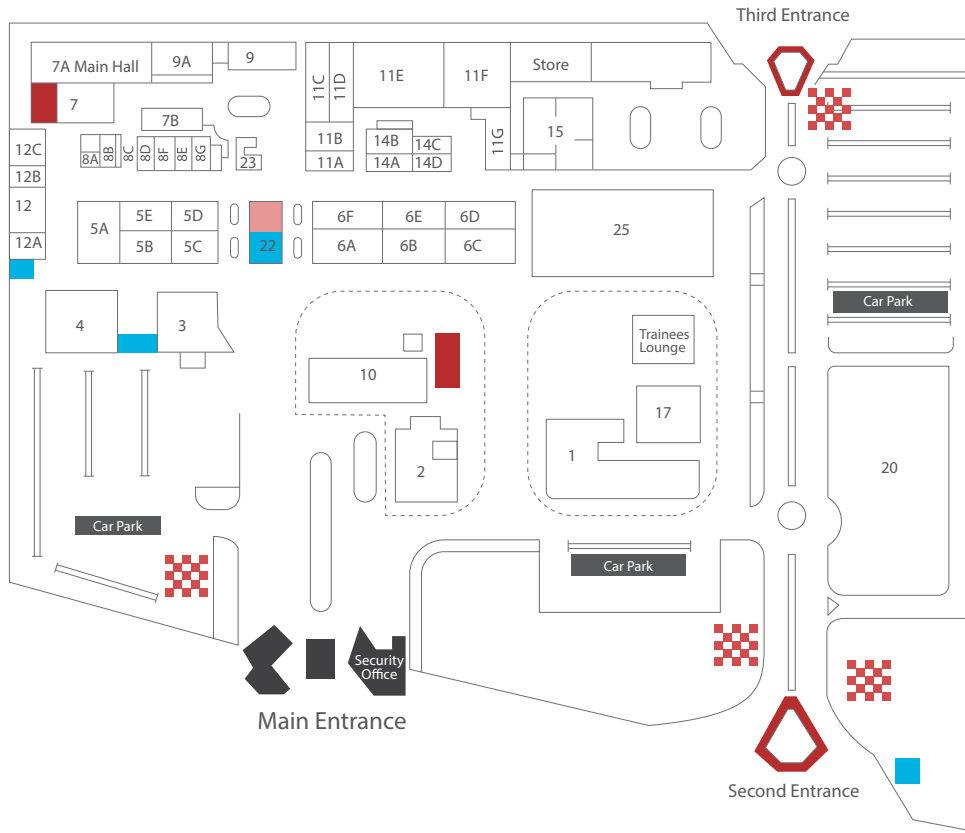 Third Entrance
7A Main Hall
9A
9
11C
11D
11E
11F
Store
7
7B
11B
14B
14C
11G
15
12C
8A
8B
8C
8D
8F
8E
8G
23
11A
14A
14D
12B
12
12A
5A
5E
5D
5B
5C
22
6F
6E
6D
6A
6B
6C
25
Car Park
4
3
Trainees
Lounge
10
17
2
1
20
Car Park
Car Park
Security
Office
Main Entrance
Second Entrance